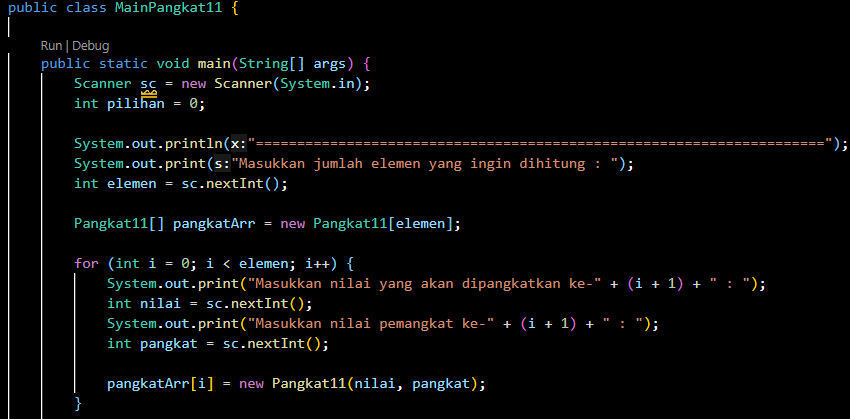 public class MainPangkat11 {
Run | Debug
public static void main(String[] args) {
Scanner sc = new Scanner(System.in);
int pilihan = 0;
System.out.println(x:"=====================================================================");
System.out.print(s:"Masukkan jumlah elemen yang ingin dihitung : ");
int elemen = sc.nextInt();
Pangkat11[] pangkatArr = new Pangkat11[elemen];
for (int i = 0; i < elemen; i++) {
System.out.print("Masukkan nilai yang akan dipangkatkan ke-" + (i + 1) + " : ");
int nilai = sc.nextInt();
System.out.print("Masukkan nilai pemangkat ke-" + (i + 1) + " : ");
int pangkat = sc.nextInt();
pangkatArr[i] = new Pangkat11(nilai, pangkat);
}